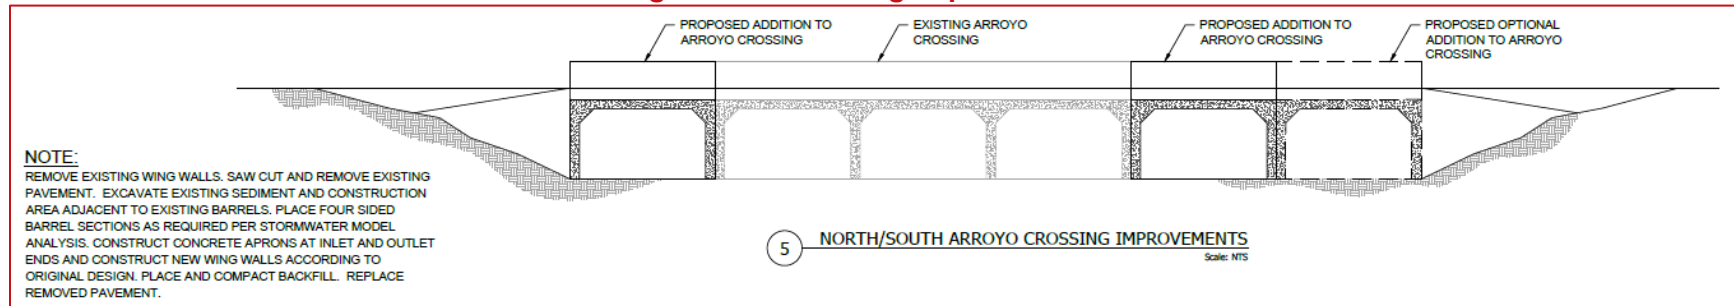 PROPOSED ADDITION TO
ARROYO CROSSING
EXISTING ARROYO
CROSSING
PROPOSED ADDITION TO
ARROYO CROSSING
PROPOSED OPTIONAL
ADDITION TO ARROYO
CROSSING
NOTE:
REMOVE EXISTING WING WALLS. SAW CUT AND REMOVE EXISTING
PAVEMENT. EXCAVATE EXISTING SEDIMENT AND CONSTRUCTION
AREA ADJACENT TO EXISTING BARRELS. PLACE FOUR SIDED
BARREL SECTIONS AS REQUIRED PER STORMWATER MODEL
ANALYSIS. CONSTRUCT CONCRETE APRONS AT INLET AND OUTLET
ENDS AND CONSTRUCT NEW WING WALLS ACCORDING TO
ORIGINAL DESIGN. PLACE AND COMPACT BACKFILL. REPLACE
REMOVED PAVEMENT.
5 NORTH/SOUTH ARROYO CROSSING IMPROVEMENTS
Scale: NTS